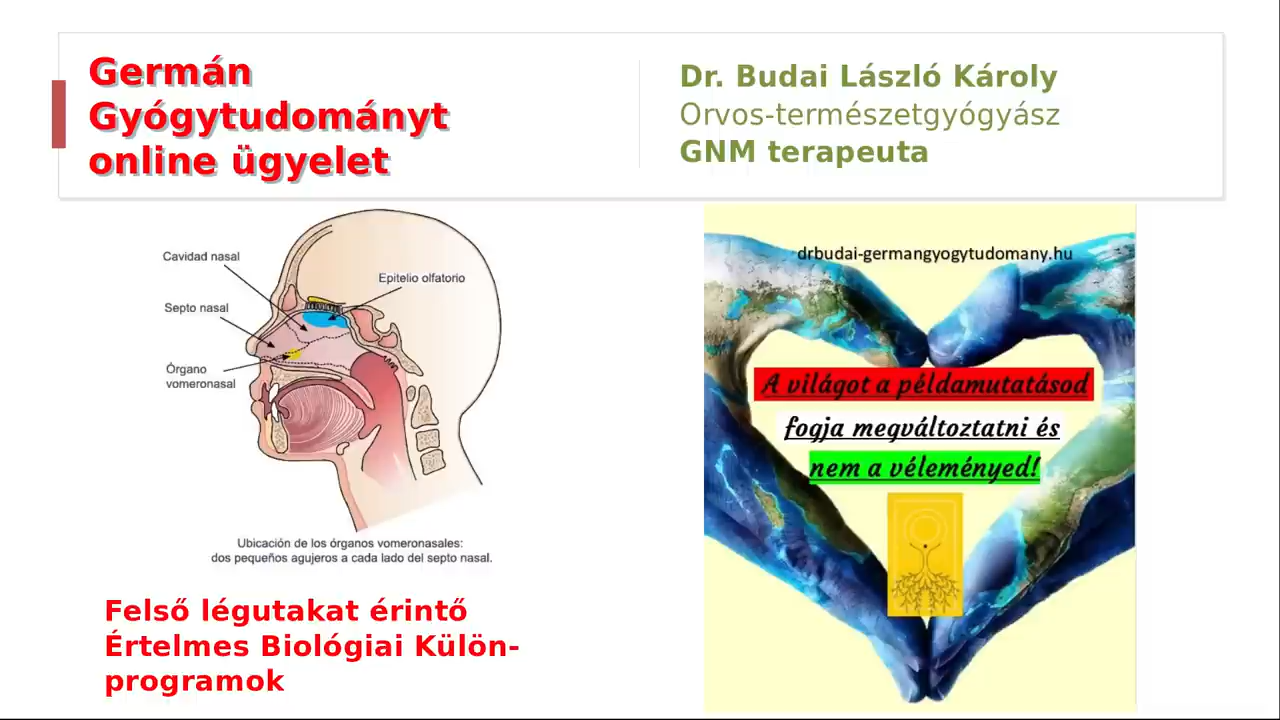 Germán
Gyógytudományt
online ügyelet
Dr. Budai László Károly
Orvos-természetgyógyász
GNM terapeuta
Cavidad nasal
Epitelio olfatorio
Septo nasal
Órgano
vomeronasal
Ubicación de los órganos vomeronasales:
dos pequeños agujeros a cada lado del septo nasal.
Felső légutakat érintő
Értelmes Biológiai Külön-
programok
drbudai-germangyogytudomany.hu
A világot a példamutatásod
fogja megváltoztatni és
nem a véleményed!